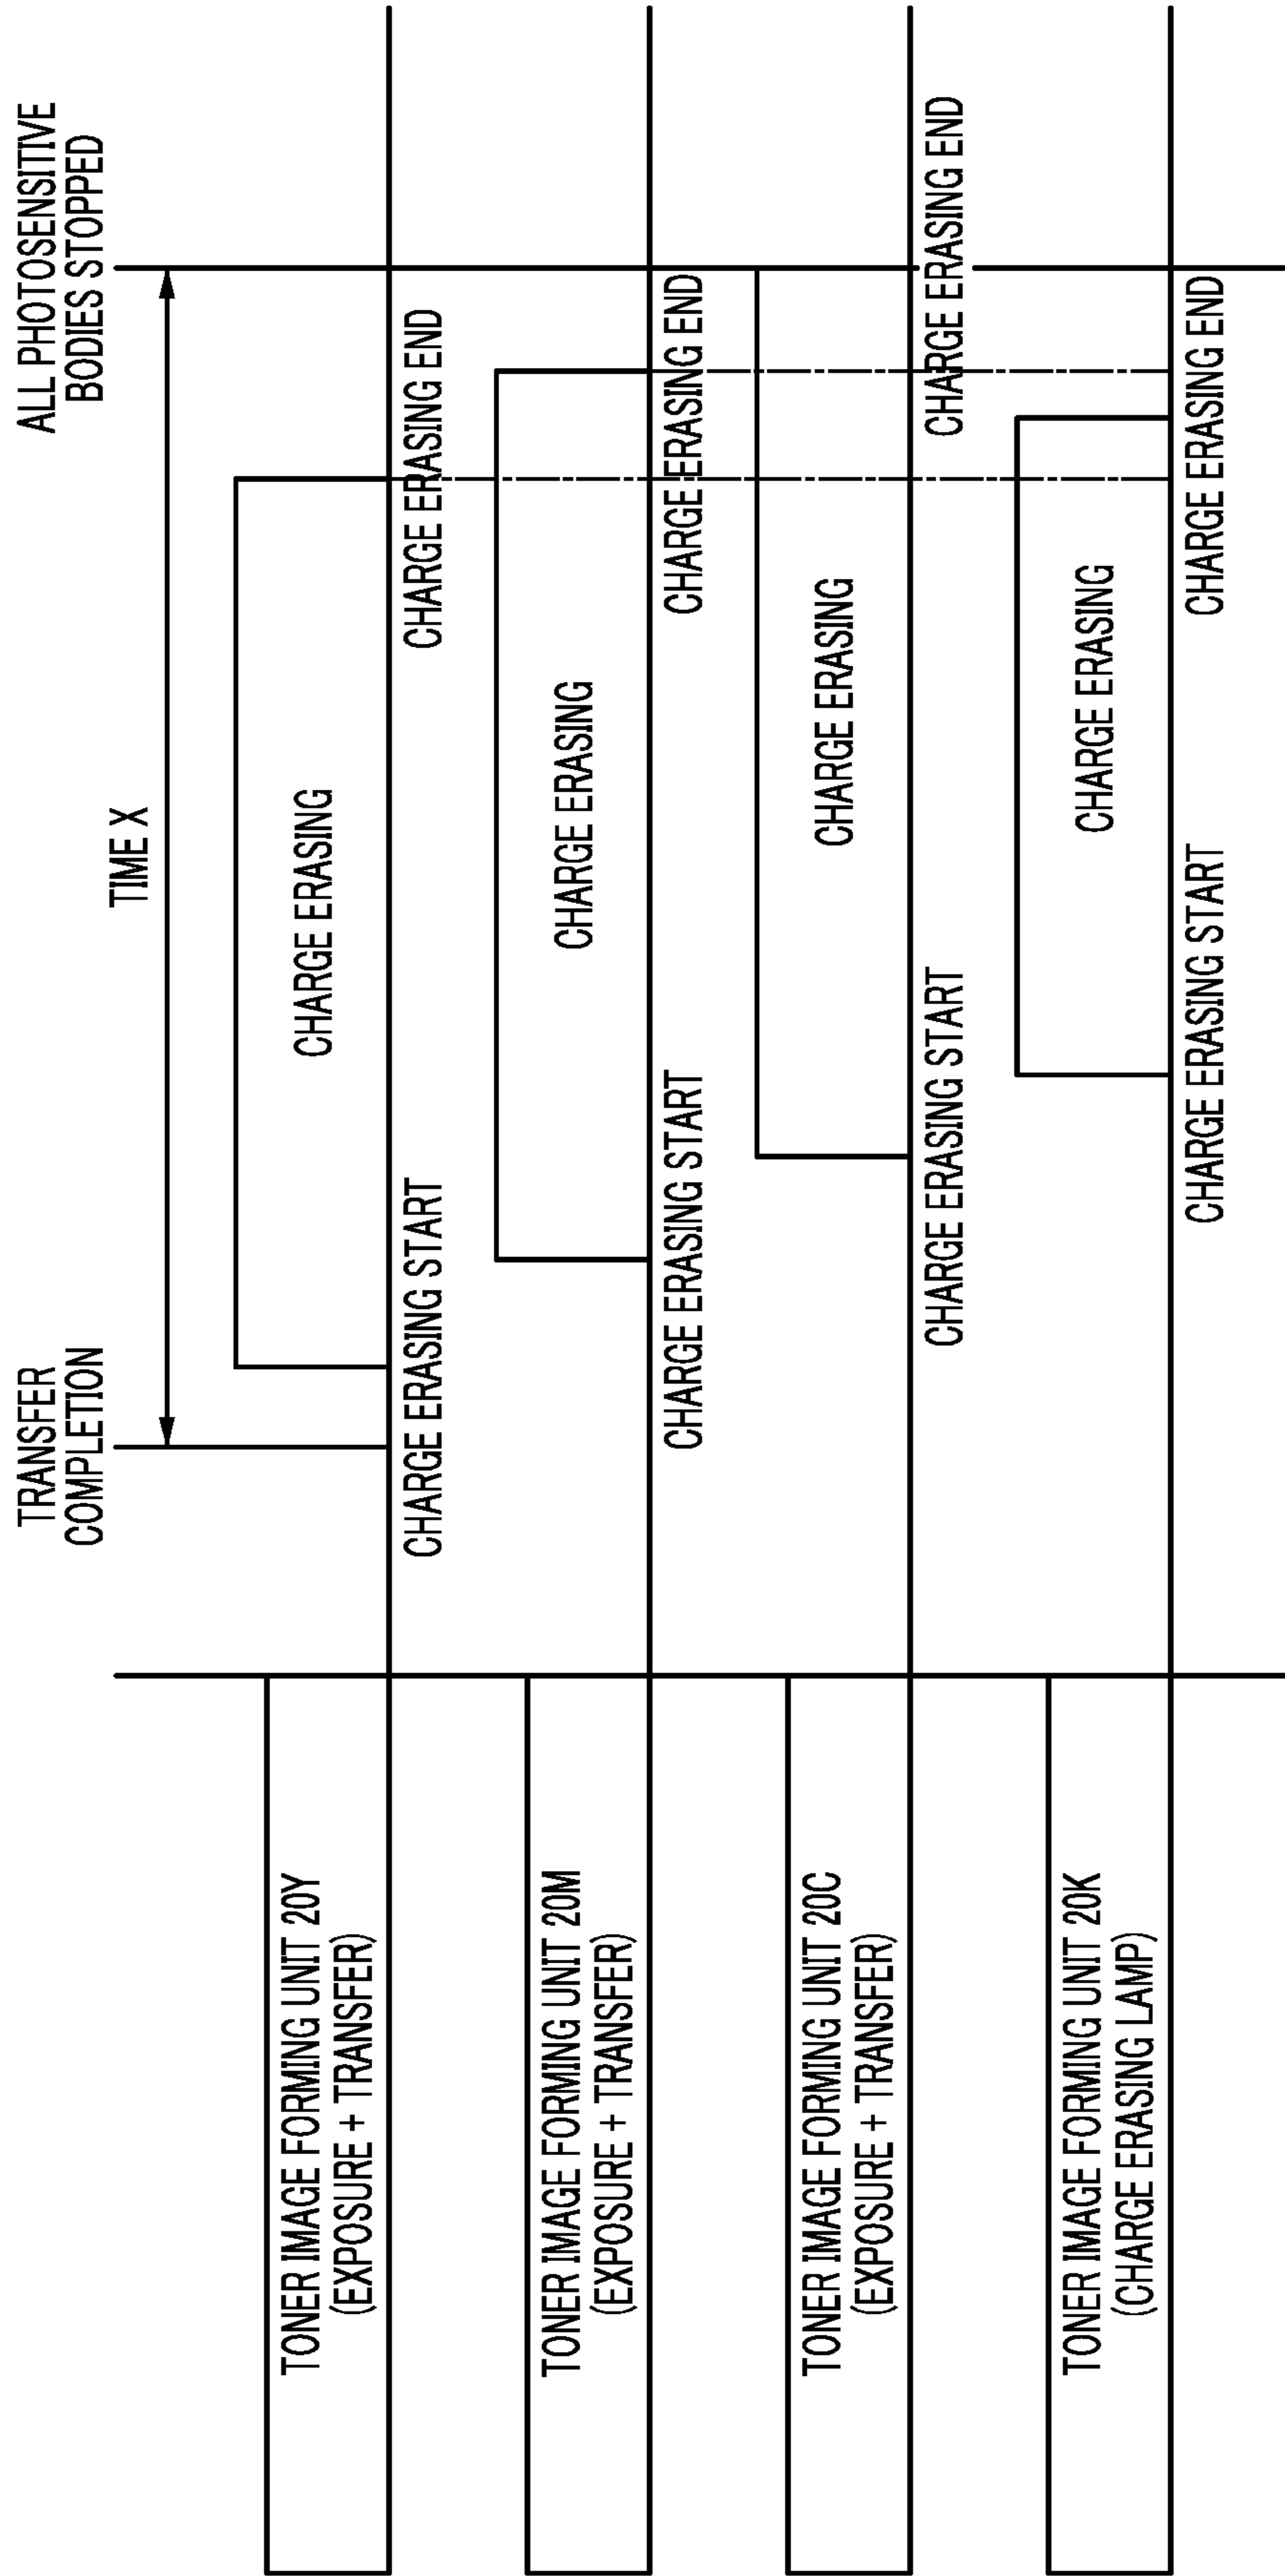 TRANSFER
COMPLETION
ALL PHOTOSENSITIVE
BODIES STOPPED
TIME X
TONER IMAGE FORMING UNIT 20Y
(EXPOSURE + TRANSFER)
CHARGE ERASING
CHARGE ERASING START
CHARGE ERASING END
TONER IMAGE FORMING UNIT 20M
(EXPOSURE + TRANSFER)
CHARGE ERASING
CHARGE ERASING START
CHARGE ERASING END
TONER IMAGE FORMING UNIT 20C
(EXPOSURE + TRANSFER)
CHARGE ERASING
CHARGE ERASING START
CHARGE ERASING END
TONER IMAGE FORMING UNIT 20K
(CHARGE ERASING LAMP)
CHARGE ERASING
CHARGE ERASING START
CHARGE ERASING END